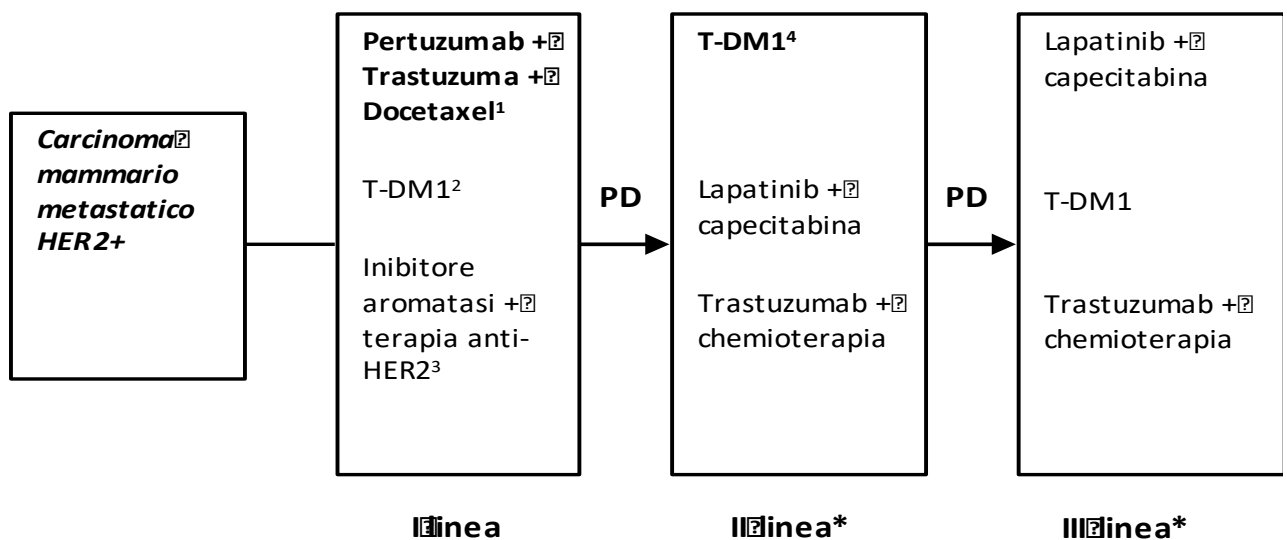 Carcinoma
mammario
metastatico
HER2+
Pertuzumab +
Trastuzuma +
Docetaxel¹
T-DM1²
Inibitore
aromatasi +
terapia anti-
HER2³
I linea
PD
T-DM1⁴
Lapatinib +
capecitabina
Trastuzumab +
chemioterapia
II linea*
PD
Lapatinib +
capecitabina
T-DM1
Trastuzumab +
chemioterapia
III linea*